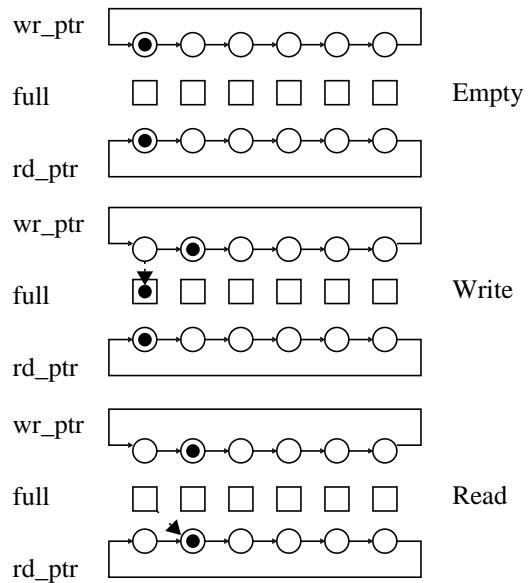 wr_ptr
full Empty
rd_ptr
wr_ptr
full Write
rd_ptr
wr_ptr
full Read
rd_ptr